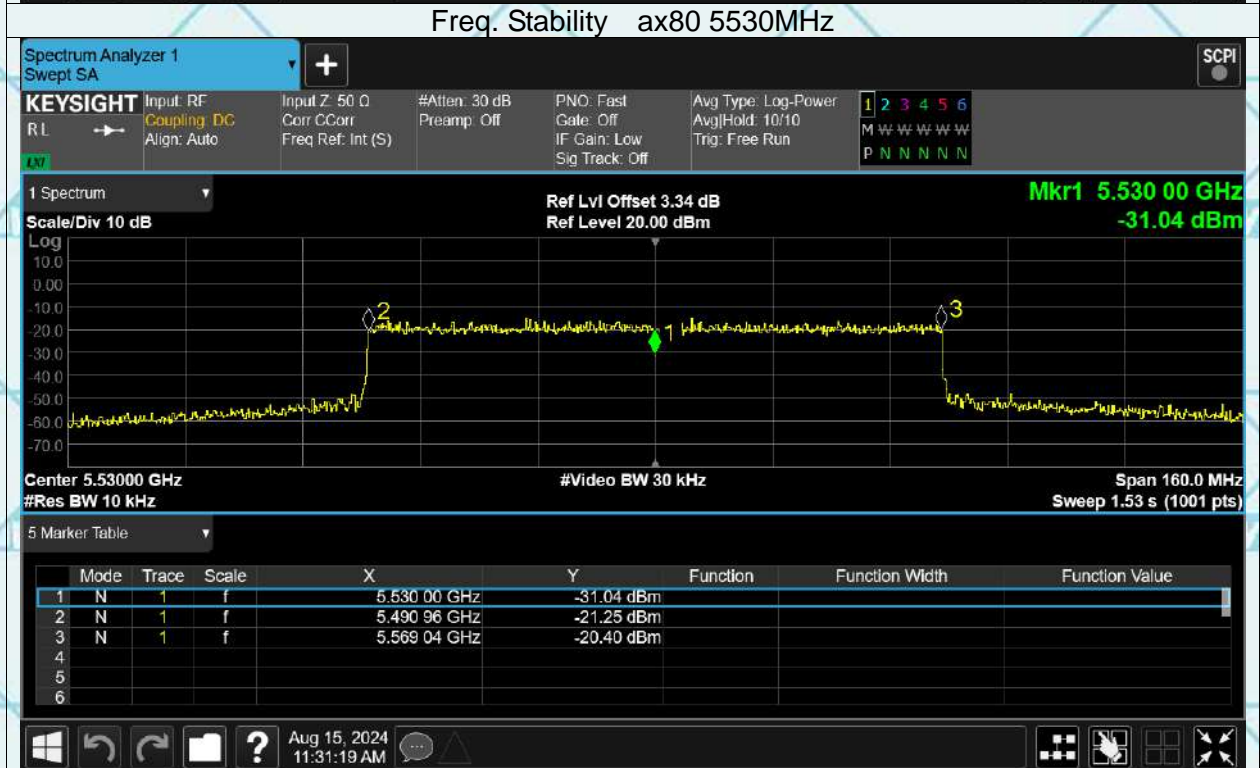 Freq. Stability ax80 5530MHz
Spectrum Analyzer 1
Swept SA
+
SCPI
KEYSIGHT Input: RF Input Z: 50 Ω #Atten: 30 dB PNO: Fast Avg Type: Log-Power 1 2 3 4 5 6
RL Coupling: DC Corr CCorr Preamp: Off Gate: Off Avg|Hold: 10/10 M W W W W W
Align: Auto Freq Ref: Int (S) IF Gain: Low Trig: Free Run P N N N N N
LXI Sig Track: Off
1 Spectrum Ref Lvl Offset 3.34 dB Mkr1 5.530 00 GHz
Scale/Div 10 dB Ref Level 20.00 dBm -31.04 dBm
Log
10.0
0.00
-10.0
2 3
-20.0
1
-30.0
-40.0
-50.0
-60.0
-70.0
Center 5.53000 GHz #Video BW 30 kHz Span 160.0 MHz
#Res BW 10 kHz Sweep 1.53 s (1001 pts)
5 Marker Table
Mode Trace Scale X Y Function Function Width Function Value
1 N 1 f 5.530 00 GHz -31.04 dBm
2 N 1 f 5.490 96 GHz -21.25 dBm
3 N 1 f 5.569 04 GHz -20.40 dBm
4
5
6
? Aug 15, 2024
11:31:19 AM